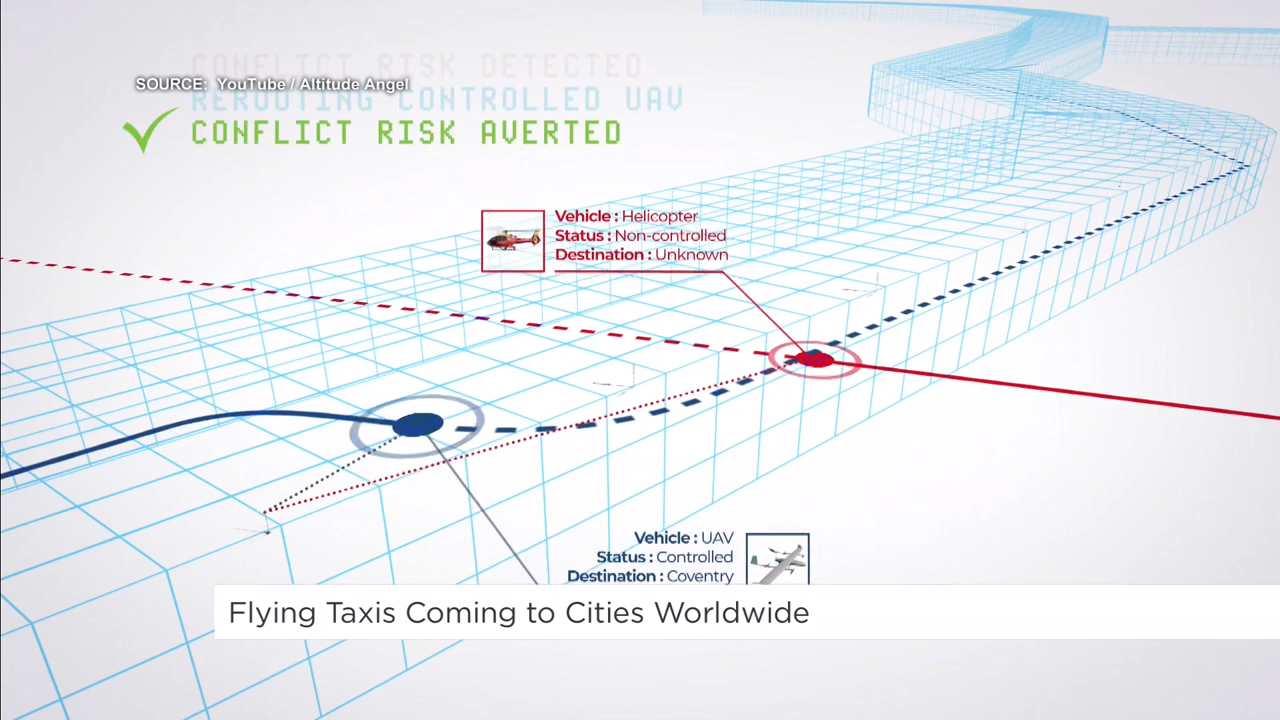 CONFLICT RISK DETECTED
SOURCE: YouTube / Altitude Angel
REROUTING CONTROLLED UAV
CONFLICT RISK AVERTED
Vehicle : Helicopter
Status : Non-controlled
Destination : Unknown
Vehicle : UAV
Status : Controlled
Destination : Coventry
Flying Taxis Coming to Cities Worldwide